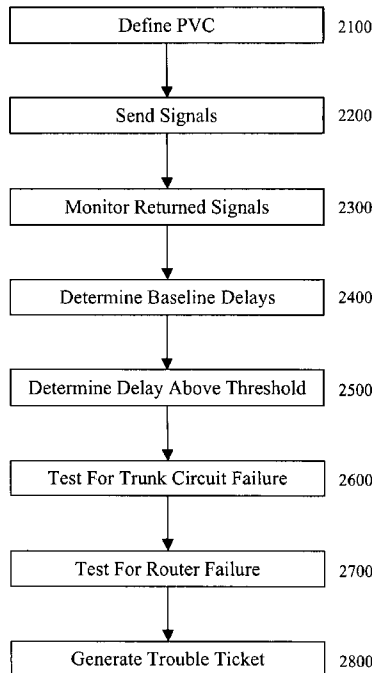 Define PVC 2100
Send Signals 2200
Monitor Returned Signals 2300
Determine Baseline Delays 2400
Determine Delay Above Threshold 2500
Test For Trunk Circuit Failure 2600
Test For Router Failure 2700
Generate Trouble Ticket 2800